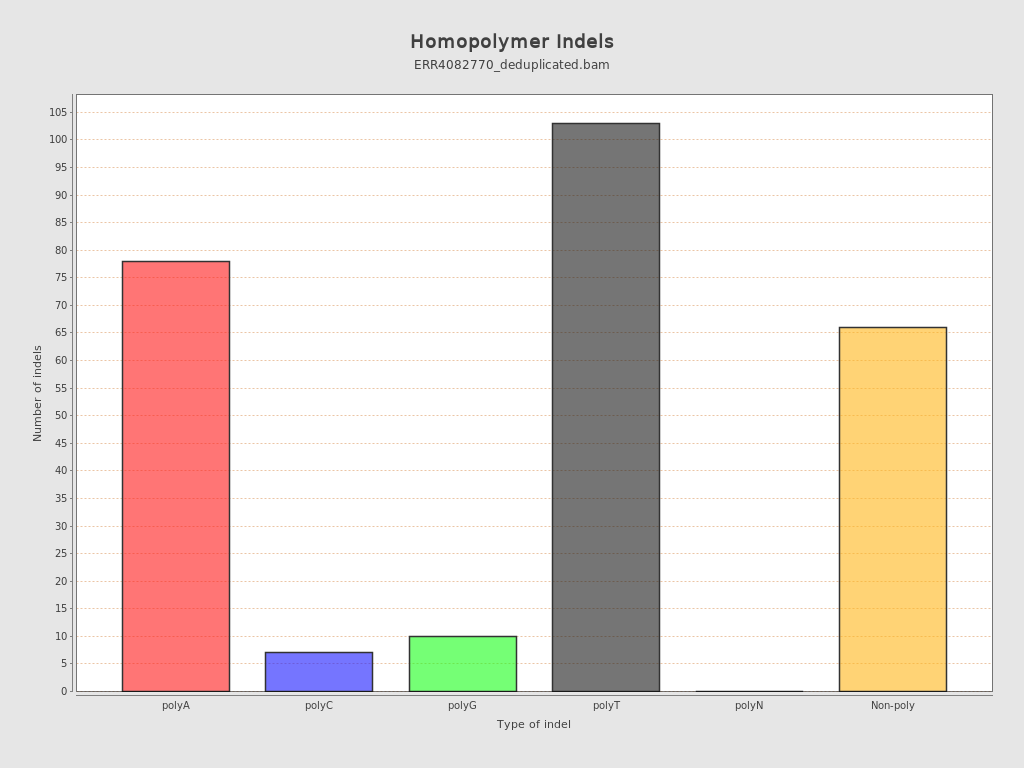 Homopolymer Indels
ERR4082770_deduplicated.bam
105
100
95
90
85
80
75
70
65
60
55
50
45
40
35
30
25
20
15
10
5
0
Number of indels
polyA
polyC
polyG
polyT
polyN
Non-poly
Type of indel